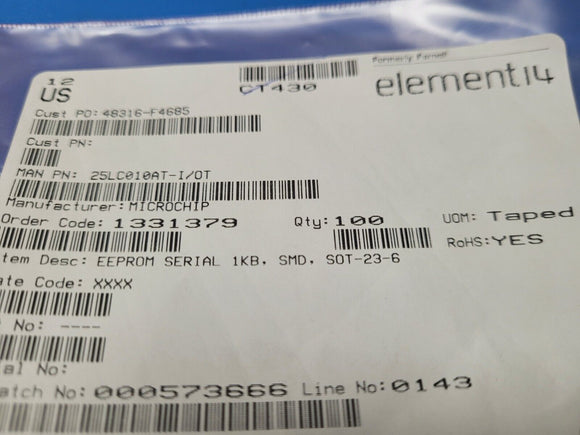 12
US
CT430
Formerly Farnell
element14
Cust PO: 48316-F4685
Cust PN:
MAN PN: 25LC010AT-I/OT
Manufacturer: MICROCHIP
Order Code: 1331379 Qty: 100 UOM: Taped
RoHS: YES
tem Desc: EEPROM SERIAL 1KB, SMD, SOT-23-6
ate Code: XXXX
No: ----
al No:
atch No: 000573666 Line No: 0143